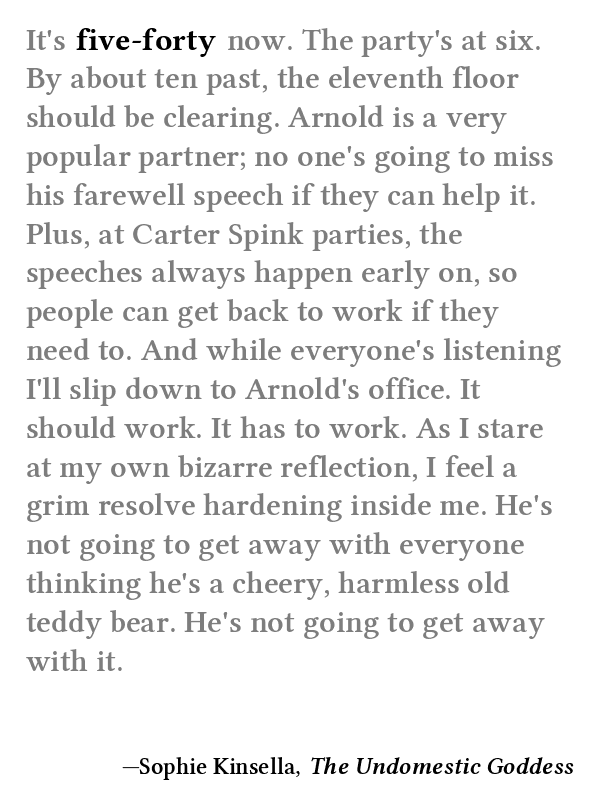 It's five-forty now. The party's at six.
By about ten past, the eleventh floor
should be clearing. Arnold is a very
popular partner; no one's going to miss
his farewell speech if they can help it.
Plus, at Carter Spink parties, the
speeches always happen early on, so
people can get back to work if they
need to. And while everyone's listening
I'll slip down to Arnold's office. It
should work. It has to work. As I stare
at my own bizarre reflection, I feel a
grim resolve hardening inside me. He's
not going to get away with everyone
thinking he's a cheery, harmless old
teddy bear. He's not going to get away
with it.
—Sophie Kinsella, The Undomestic Goddess